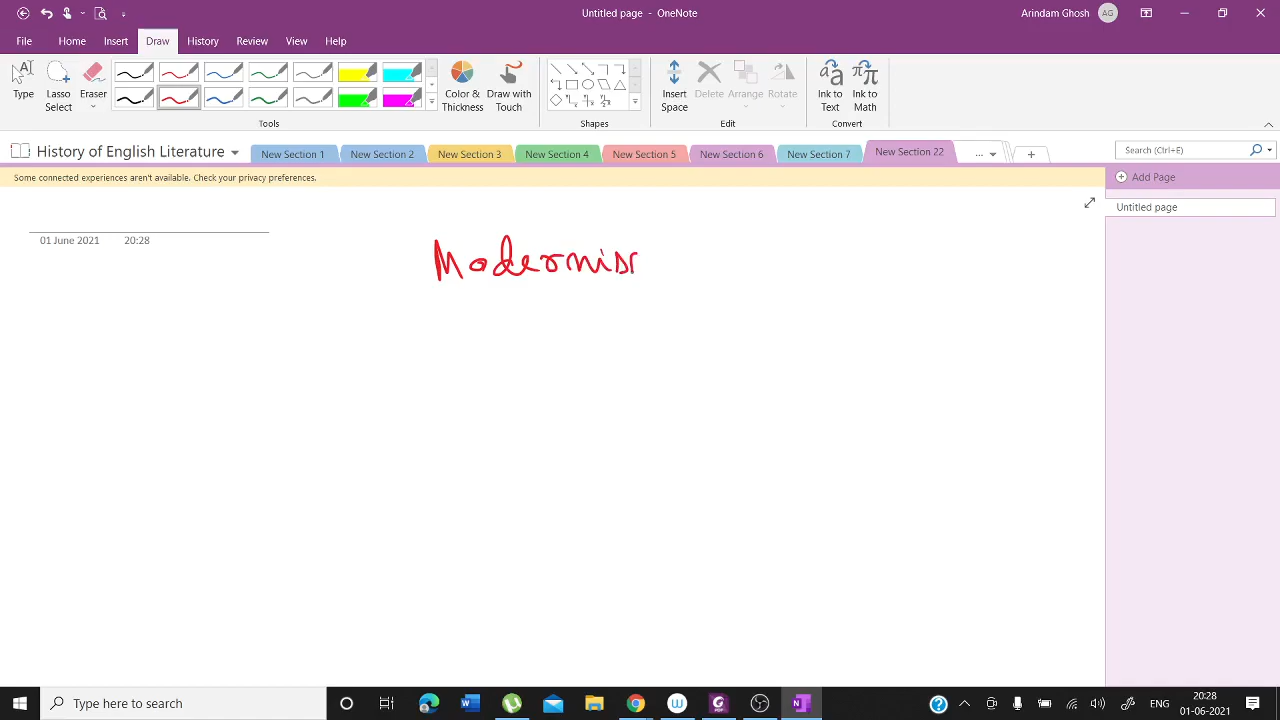 Untitled page - OneNote
Arindam Ghosh AG
File Home Insert Draw History Review View Help
Type
Lasso Select
Eraser
Color & Thickness
Draw with Touch
Insert Space
Delete
Arrange
Rotate
Ink to Text
Ink to Math
Tools
Shapes
Edit
Convert
History of English Literature
New Section 1
New Section 2
New Section 3
New Section 4
New Section 5
New Section 6
New Section 7
New Section 22
...
Search (Ctrl+E)
Some connected experiences aren't available. Check your privacy preferences.
Add Page
Untitled page
01 June 2021 20:28
Type here to search
ENG
20:28
01-06-2021